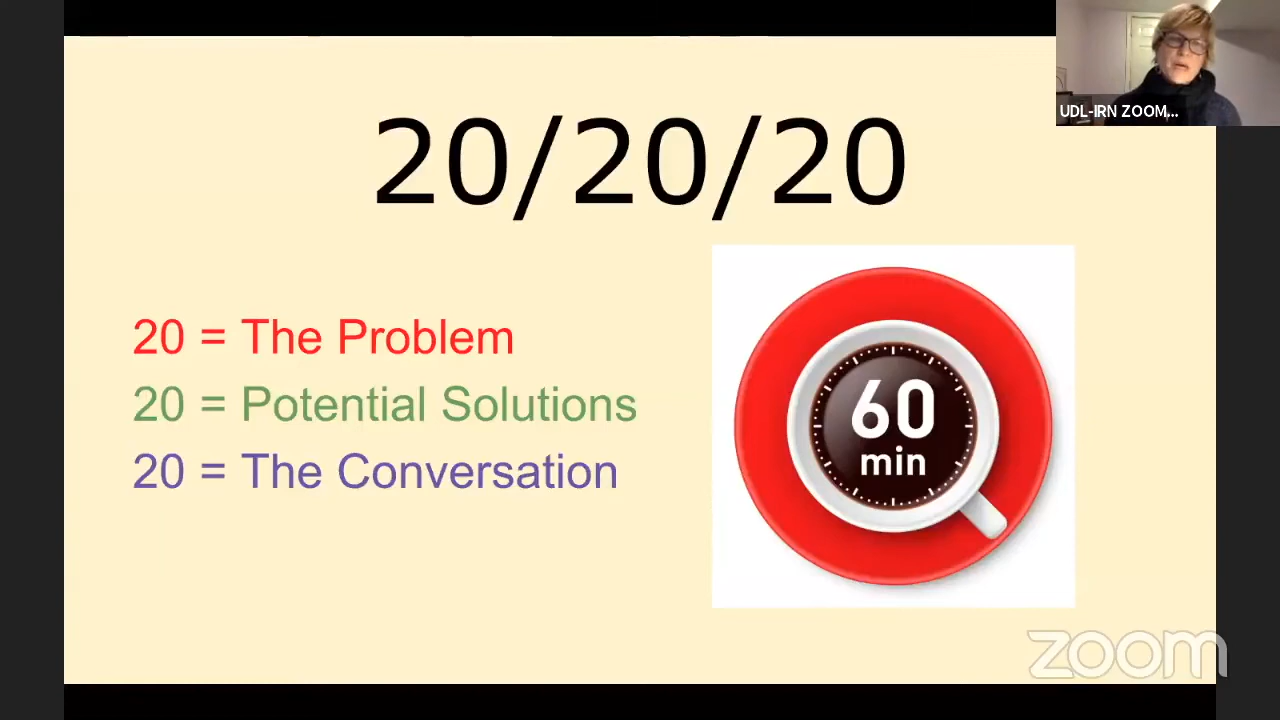 20/20/20
20 = The Problem
20 = Potential Solutions
20 = The Conversation
60
min
UDL-IRN ZOOM...
zoom